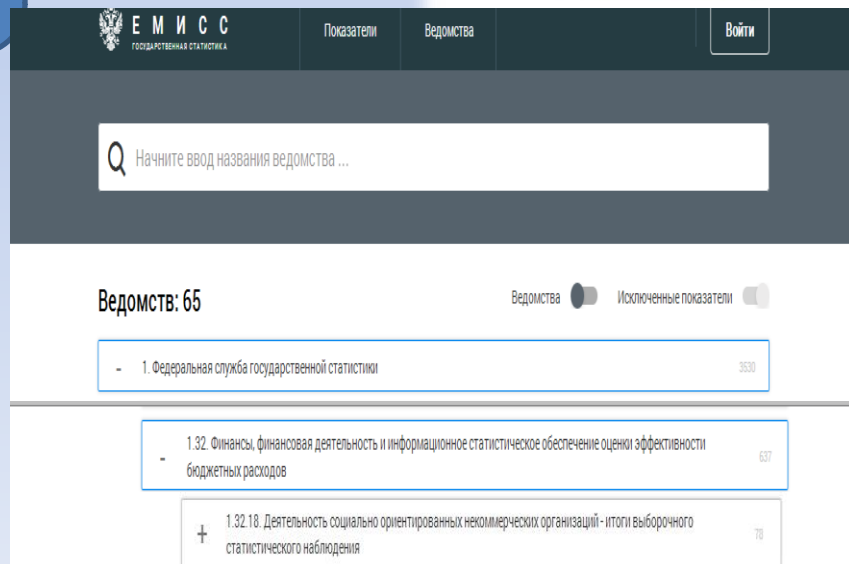 ЕМИСС
ГОСУДАРСТВЕННАЯ СТАТИСТИКА
Показатели
Ведомства
Войти
Начните ввод названия ведомства ...
Ведомств: 65
Ведомства
Исключенные показатели
- 1. Федеральная служба государственной статистики 3530
- 1.32. Финансы, финансовая деятельность и информационное статистическое обеспечение оценки эффективности
бюджетных расходов 637
+ 1.32.18. Деятельность социально ориентированных некоммерческих организаций - итоги выборочного
статистического наблюдения 78